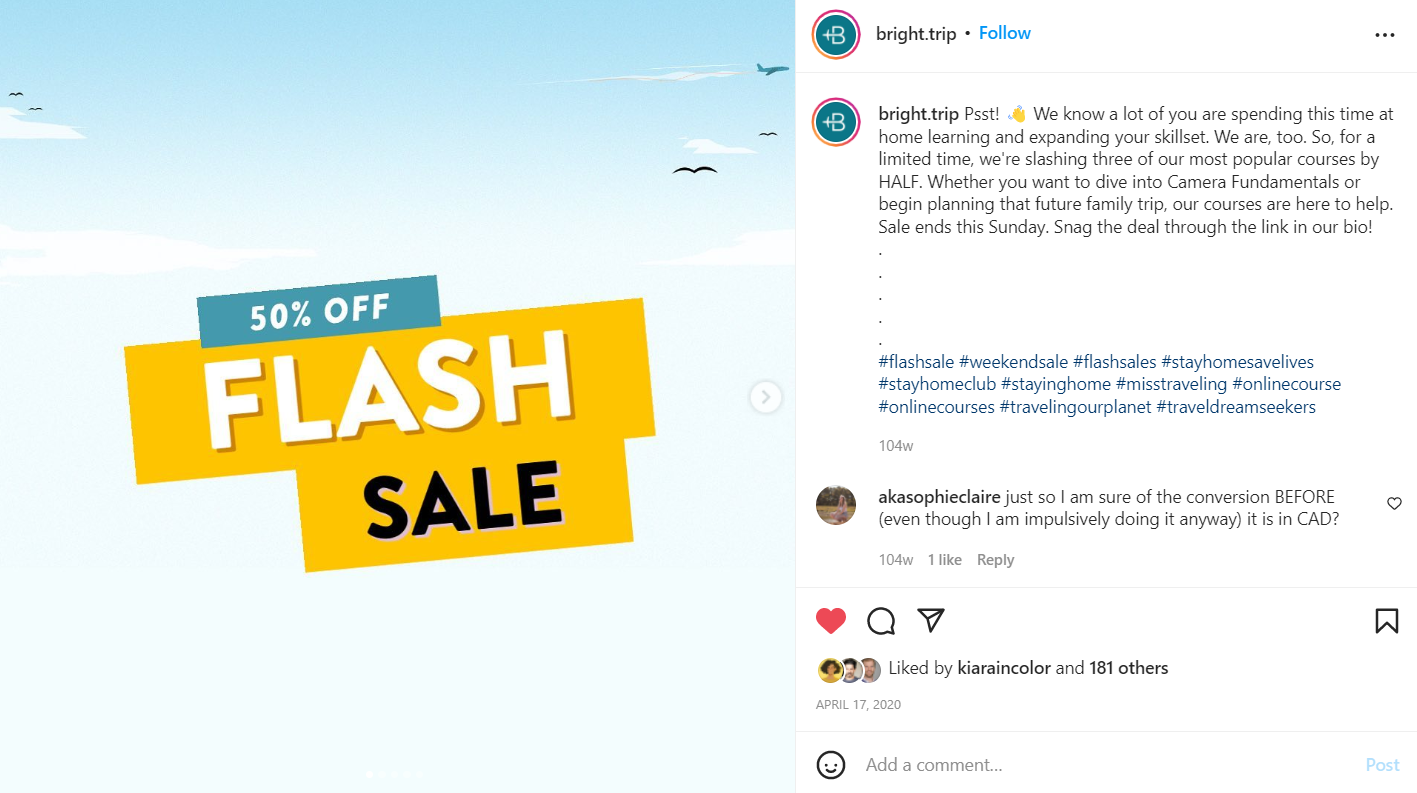 50% OFF
FLASH
SALE
bright.trip • Follow
bright.trip Psst! 👋 We know a lot of you are spending this time at
home learning and expanding your skillset. We are, too. So, for a
limited time, we're slashing three of our most popular courses by
HALF. Whether you want to dive into Camera Fundamentals or
begin planning that future family trip, our courses are here to help.
Sale ends this Sunday. Snag the deal through the link in our bio!
.
.
.
.
.
#flashsale #weekendsale #flashsales #stayhomesavelives
#stayhomeclub #stayinghome #misstraveling #onlinecourse
#onlinecourses #travelingourplanet #traveldreamseekers
104w
akasophieclaire just so I am sure of the conversion BEFORE
(even though I am impulsively doing it anyway) it is in CAD?
104w 1 like Reply
Liked by kiaraincolor and 181 others
APRIL 17, 2020
Add a comment... Post